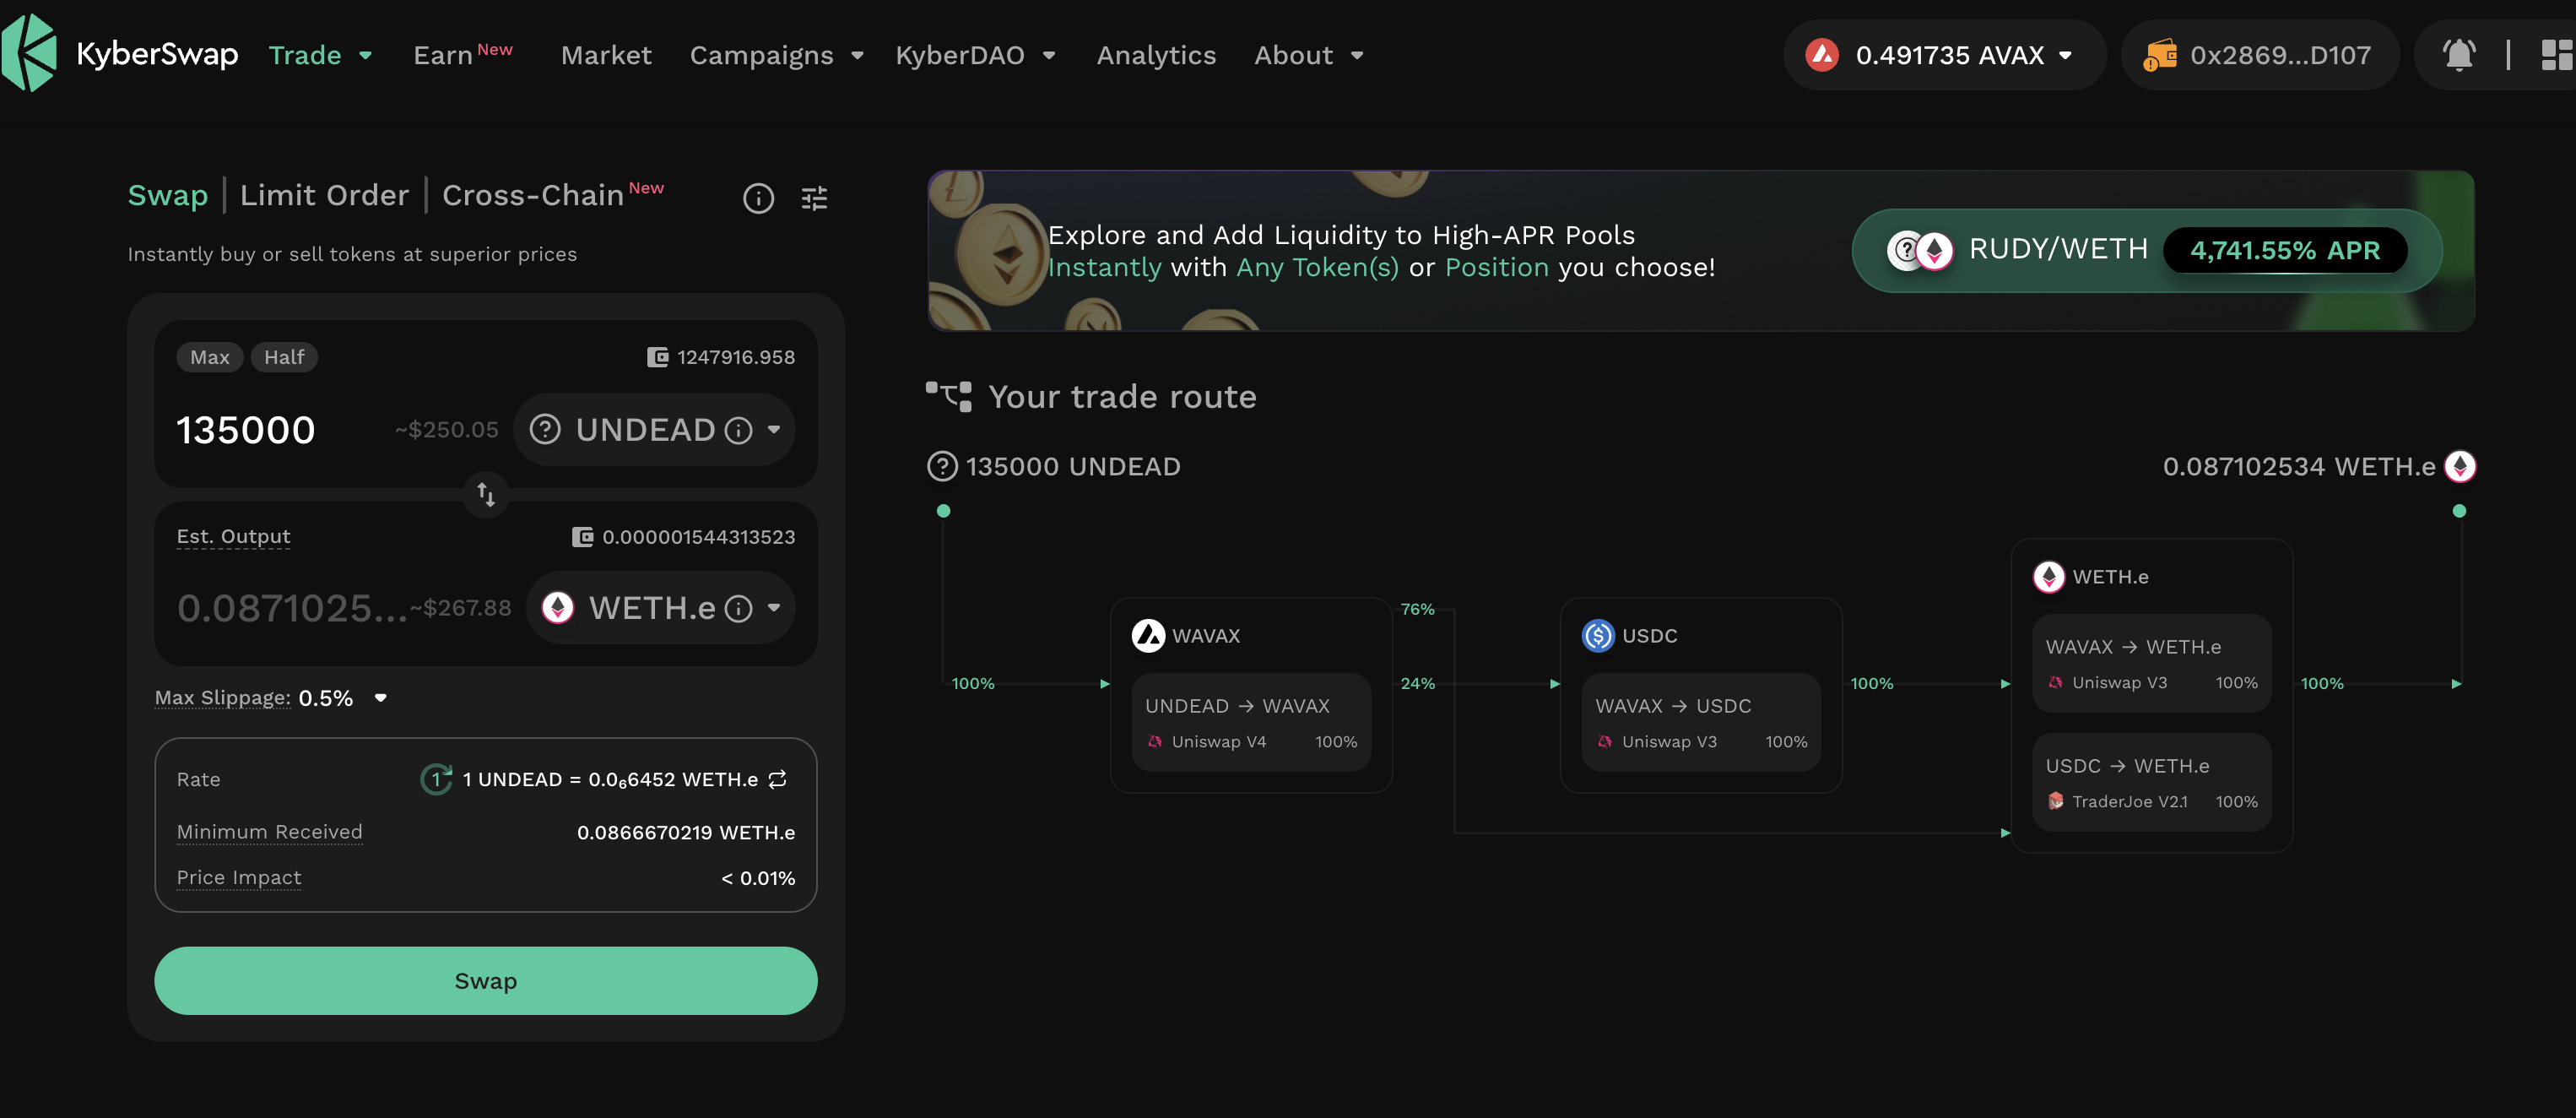 KyberSwap Trade Earn New Market Campaigns KyberDAO Analytics About 0.491735 AVAX 0x2869...D107
Swap | Limit Order | Cross-Chain New
Instantly buy or sell tokens at superior prices
Max Half 1247916.958
135000 ~$250.05 UNDEAD
Est. Output 0.000001544313523
0.0871025... ~$267.88 WETH.e
Max Slippage: 0.5%
Rate 1 1 UNDEAD = 0.0₆6452 WETH.e
Minimum Received 0.0866670219 WETH.e
Price Impact < 0.01%
Swap
Explore and Add Liquidity to High-APR Pools
Instantly with Any Token(s) or Position you choose!
RUDY/WETH 4,741.55% APR
Your trade route
135000 UNDEAD 0.087102534 WETH.e
100%
WAVAX
UNDEAD → WAVAX
Uniswap V4 100%
76%
24%
USDC
WAVAX → USDC
Uniswap V3 100%
100%
WETH.e
WAVAX → WETH.e
Uniswap V3 100%
USDC → WETH.e
TraderJoe V2.1 100%
100%